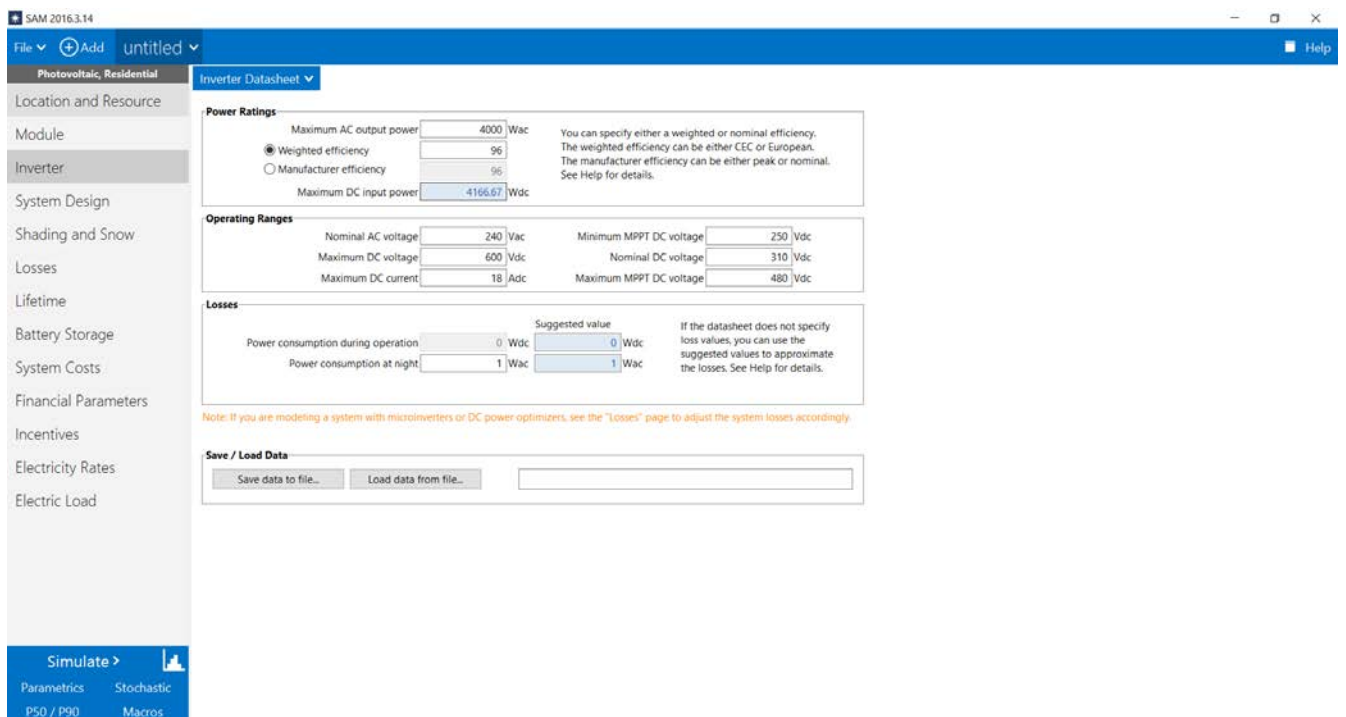 SAM 2016.3.14
File Add untitled Help
Photovoltaic, Residential
Location and Resource
Module
Inverter
System Design
Shading and Snow
Losses
Lifetime
Battery Storage
System Costs
Financial Parameters
Incentives
Electricity Rates
Electric Load
Simulate >
Parametrics Stochastic
P50 / P90 Macros
Inverter Datasheet
Power Ratings
Maximum AC output power 4000 Wac
Weighted efficiency 96
Manufacturer efficiency 96
Maximum DC input power 4166.67 Wdc
You can specify either a weighted or nominal efficiency.
The weighted efficiency can be either CEC or European.
The manufacturer efficiency can be either peak or nominal.
See Help for details.
Operating Ranges
Nominal AC voltage 240 Vac Minimum MPPT DC voltage 250 Vdc
Maximum DC voltage 600 Vdc Nominal DC voltage 310 Vdc
Maximum DC current 18 Adc Maximum MPPT DC voltage 480 Vdc
Losses
Suggested value
Power consumption during operation 0 Wdc 0 Wdc
Power consumption at night 1 Wac 1 Wac
If the datasheet does not specify
loss values, you can use the
suggested values to approximate
the losses. See Help for details.
Note: If you are modeling a system with microinverters or DC power optimizers, see the "Losses" page to adjust the system losses accordingly.
Save / Load Data
Save data to file... Load data from file...